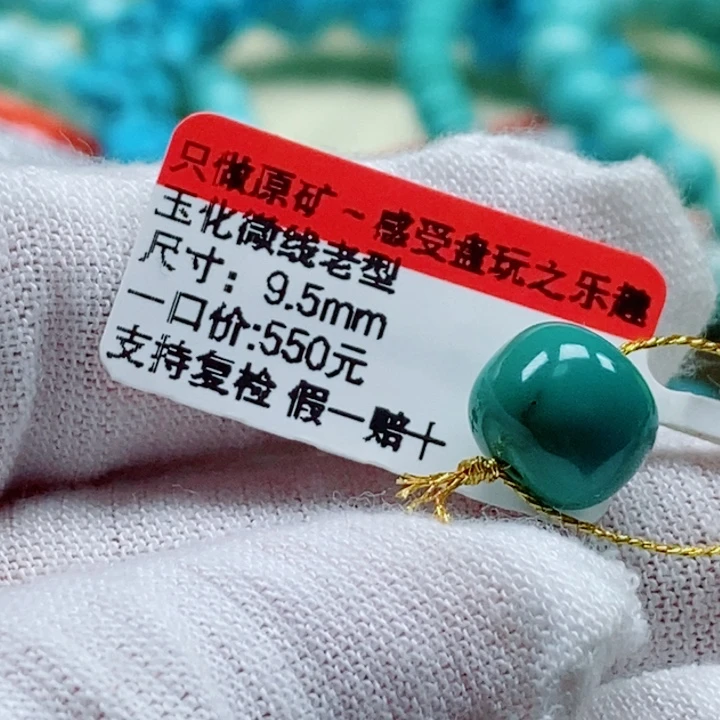 只做原矿~感受盘玩之乐趣
玉化微线老型
尺寸：9.5mm
一口价:550元
支持复检 假一赔十